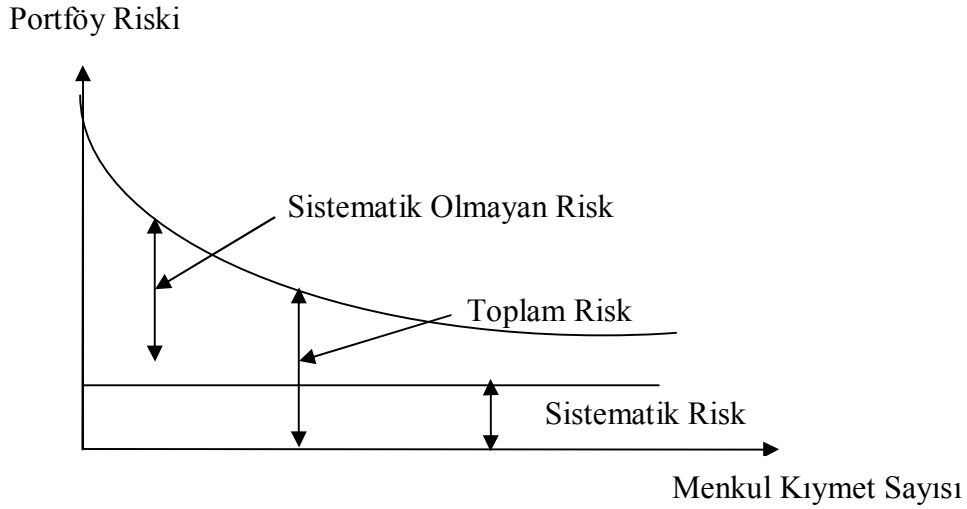 Portföy Riski
Sistematik Olmayan Risk
Toplam Risk
Sistematik Risk
Menkul Kıymet Sayısı